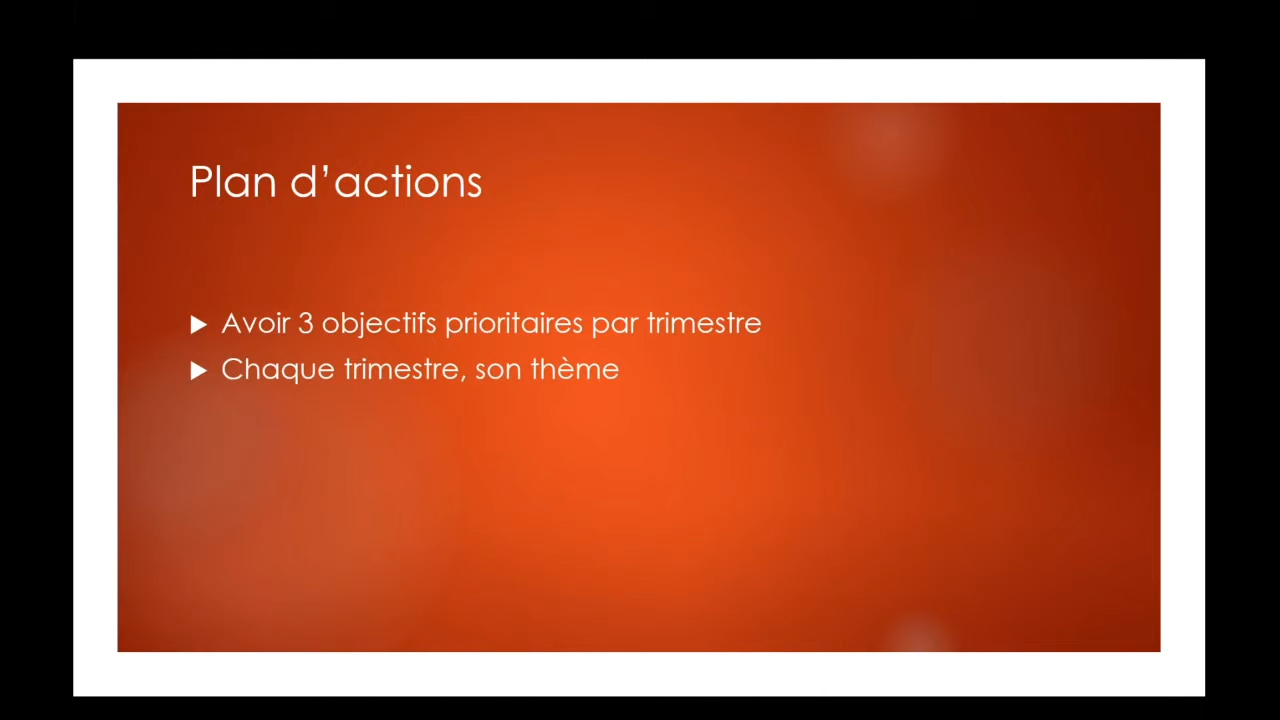 Plan d’actions
Avoir 3 objectifs prioritaires par trimestre
Chaque trimestre, son thème